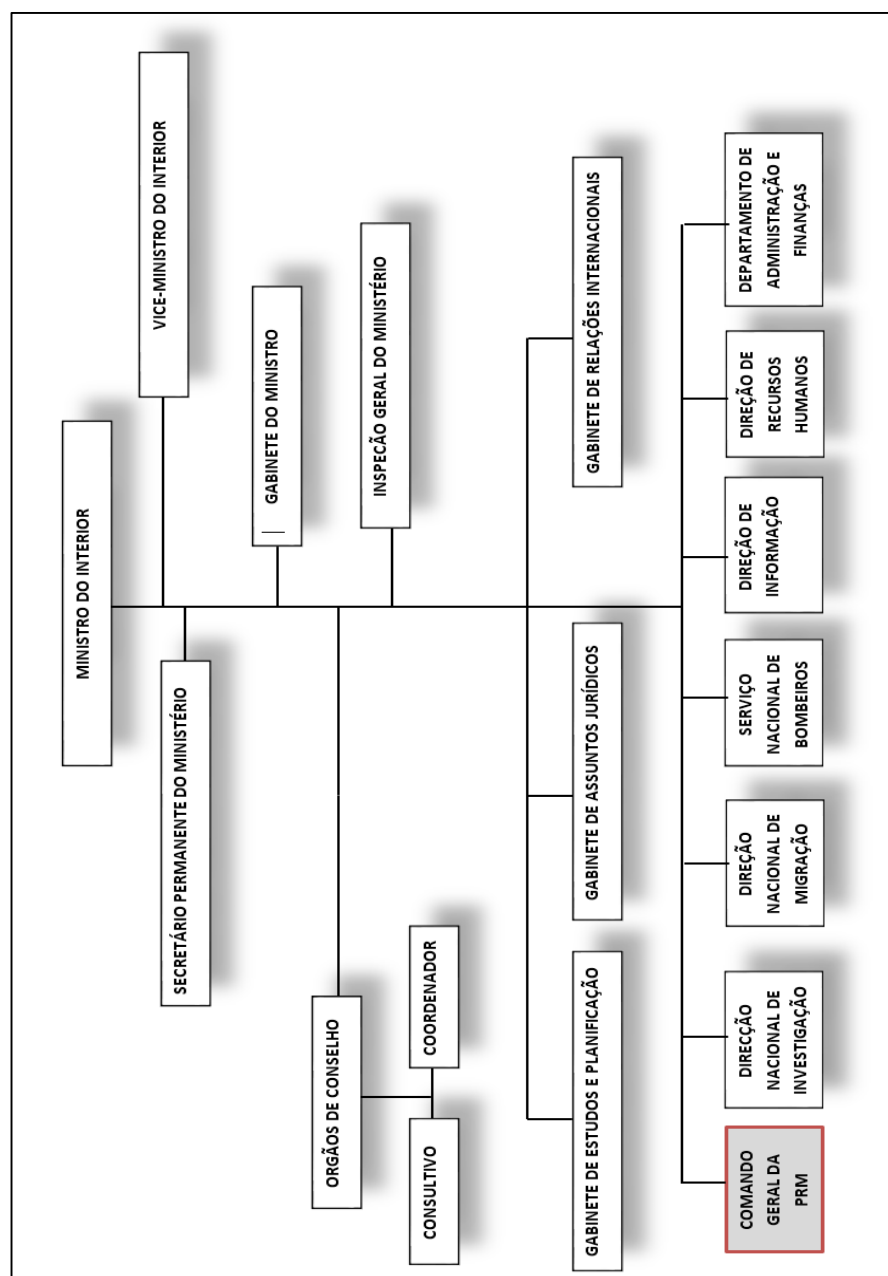 MINISTRO DO INTERIOR
VICE-MINISTRO DO INTERIOR
SECRETÁRIO PERMANENTE DO MINISTÉRIO
GABINETE DO MINISTRO
ORGÃOS DE CONSELHO
INSPECÃO GERAL DO MINISTÉRIO
CONSULTIVO
COORDENADOR
GABINETE DE ESTUDOS E PLANIFICAÇÃO
GABINETE DE ASSUNTOS JURÍDICOS
GABINETE DE RELAÇÕES INTERNACIONAIS
COMANDO
GERAL DA
PRM
DIRECÇÃO
NACIONAL DE
INVESTIGAÇÃO
DIREÇÃO
NACIONAL DE
MIGRAÇÃO
SERVIÇO
NACIONAL DE
BOMBEIROS
DIREÇÃO DE
INFORMAÇÃO
DIREÇÃO DE
RECURSOS
HUMANOS
DEPARTAMENTO DE
ADMINISTRAÇÃO E
FINANÇAS